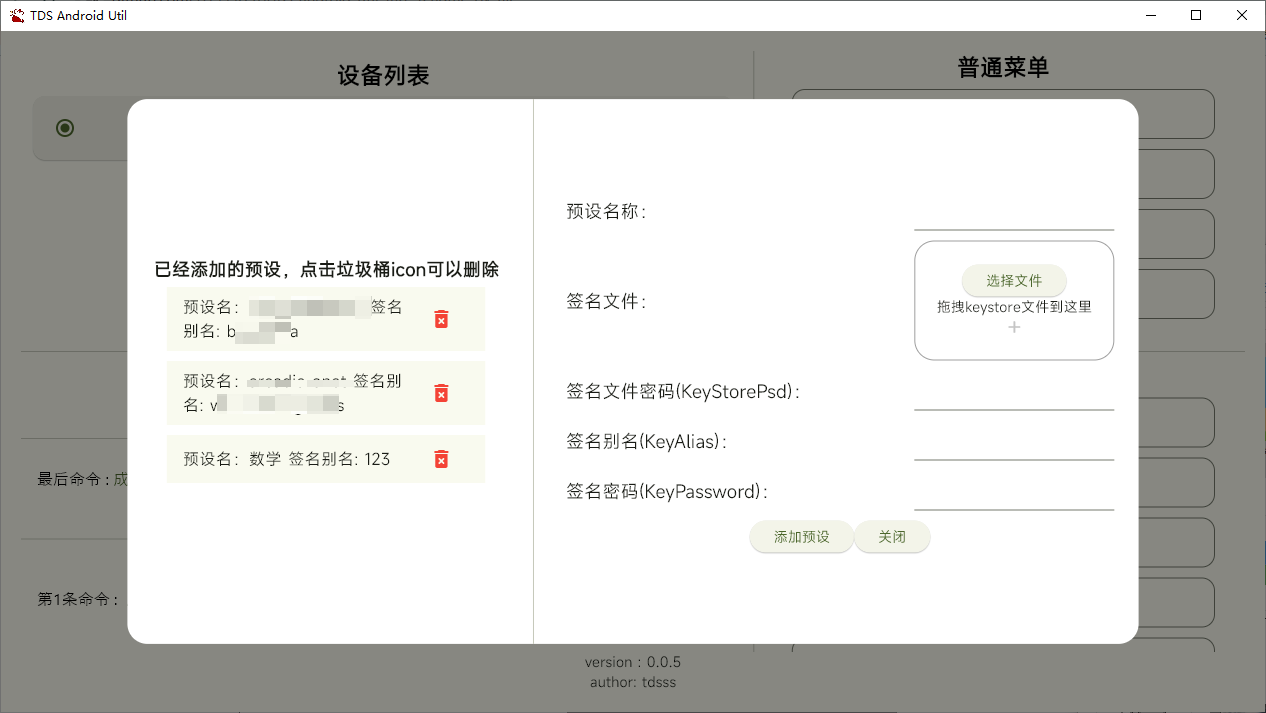 TDS Android Util
设备列表
普通菜单
已经添加的预设，点击垃圾桶icon可以删除
预设名：签名
别名: b a
预设名：签名别
名: s
预设名：数学 签名别名: 123
预设名称：
签名文件：
选择文件
拖拽keystore文件到这里
+
签名文件密码(KeyStorePsd)：
签名别名(KeyAlias)：
签名密码(KeyPassword)：
添加预设
关闭
最后命令 : 成
第1条命令：
version : 0.0.5
author: tdsss